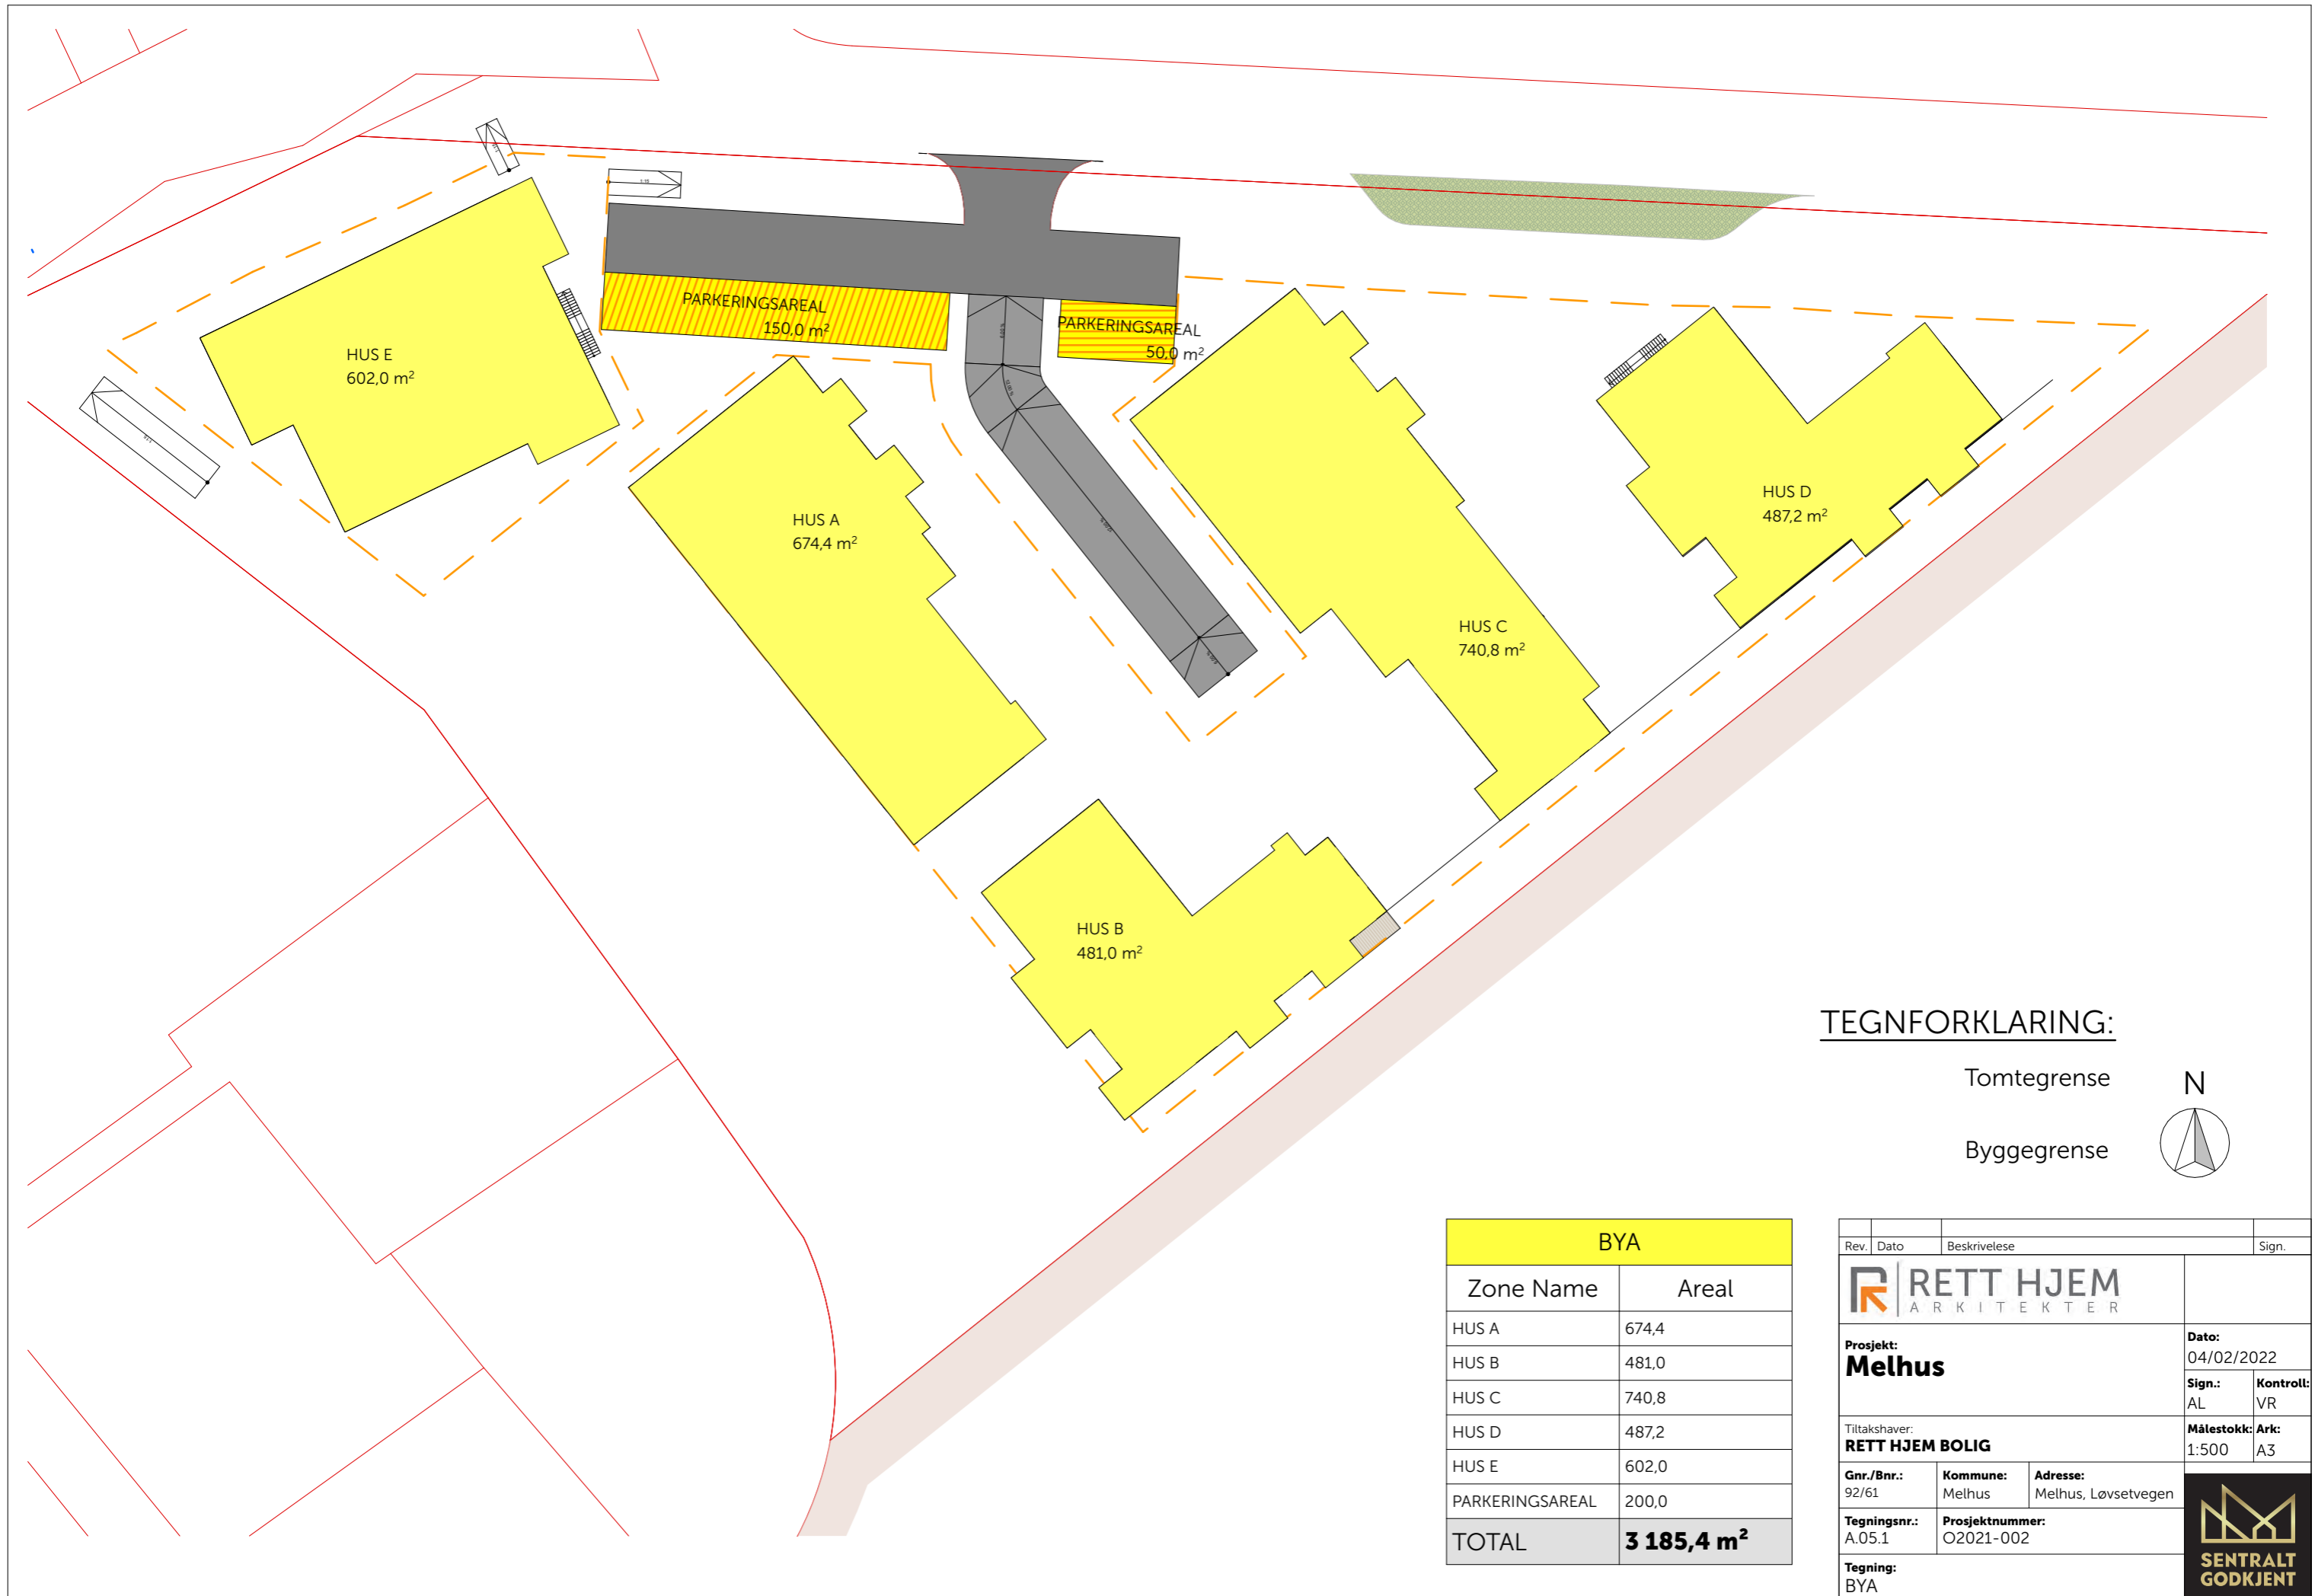 PARKERINGSAREAL
150,0 m²
PARKERINGSAREAL
50,0 m²
HUS E
602,0 m²
HUS A
674,4 m²
HUS D
487,2 m²
HUS C
740,8 m²
HUS B
481,0 m²
TEGNFORKLARING:
Tomtegrense
N
Byggegrense
BYA
Zone Name Areal
HUS A 674,4
HUS B 481,0
HUS C 740,8
HUS D 487,2
HUS E 602,0
PARKERINGSAREAL 200,0
TOTAL 3 185,4 m²
Rev. Dato Beskrivelese Sign.
RETT HJEM
ARKITEKTER
Prosjekt:
Melhus
Dato:
04/02/2022
Sign.: Kontroll:
AL VR
Tiltakshaver:
RETT HJEM BOLIG
Målestokk: Ark:
1:500 A3
Gnr./Bnr.: Kommune: Adresse:
92/61 Melhus Melhus, Løvsetvegen
Tegningsnr.: Prosjektnummer:
A.05.1 O2021-002
Tegning:
BYA
SENTRALT
GODKJENT